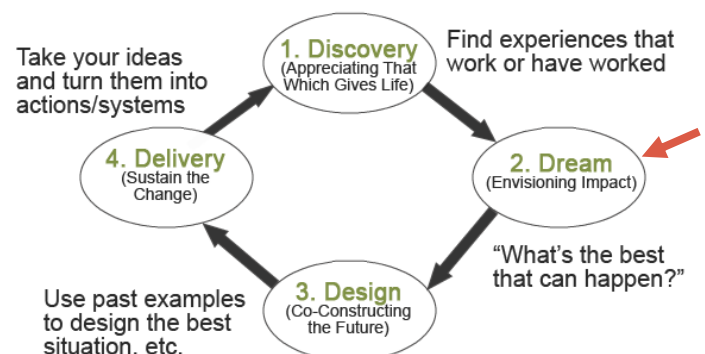 1. Discovery
(Appreciating That
Which Gives Life)
Find experiences that
work or have worked
2. Dream
(Envisioning Impact)
“What’s the best
that can happen?”
3. Design
(Co-Constructing
the Future)
Use past examples
to design the best
situation, etc.
4. Delivery
(Sustain the
Change)
Take your ideas
and turn them into
actions/systems